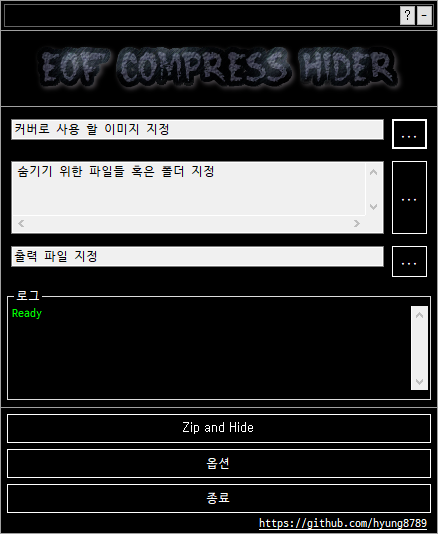 ? -
EOF COMPRESS HIDER
커버로 사용 할 이미지 지정
...
숨기기 위한 파일들 혹은 폴더 지정
...
출력 파일 지정
...
로그
Ready
Zip and Hide
옵션
종료
https://github.com/hyung8789